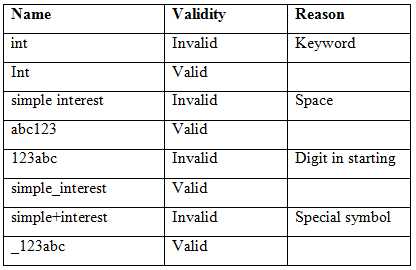 Name Validity Reason
int Invalid Keyword
Int Valid
simple interest Invalid Space
abc123 Valid
123abc Invalid Digit in starting
simple_interest Valid
simple+interest Invalid Special symbol
_123abc Valid